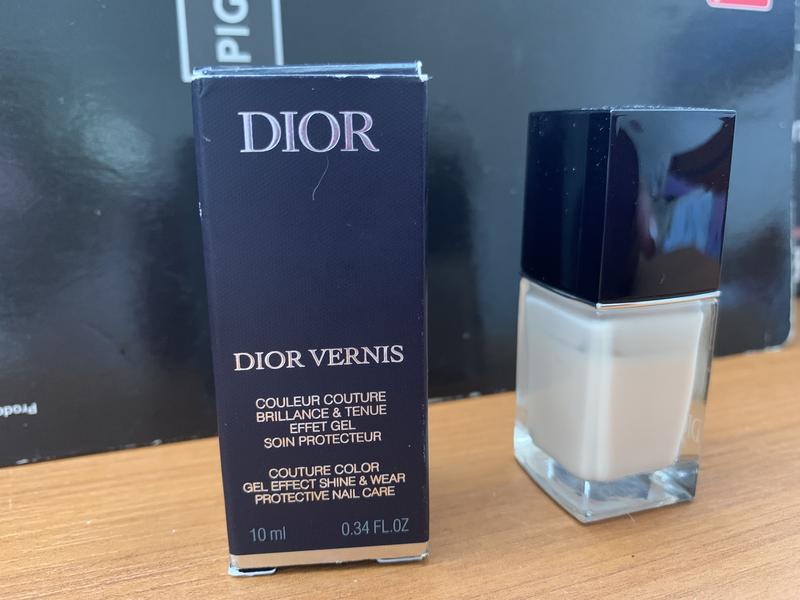 PIG
DIOR
DIOR VERNIS
COULEUR COUTURE
BRILLANCE & TENUE
EFFET GEL
SOIN PROTECTEUR
COUTURE COLOR
GEL EFFECT SHINE & WEAR
PROTECTIVE NAIL CARE
10 ml 0.34 FL.OZ